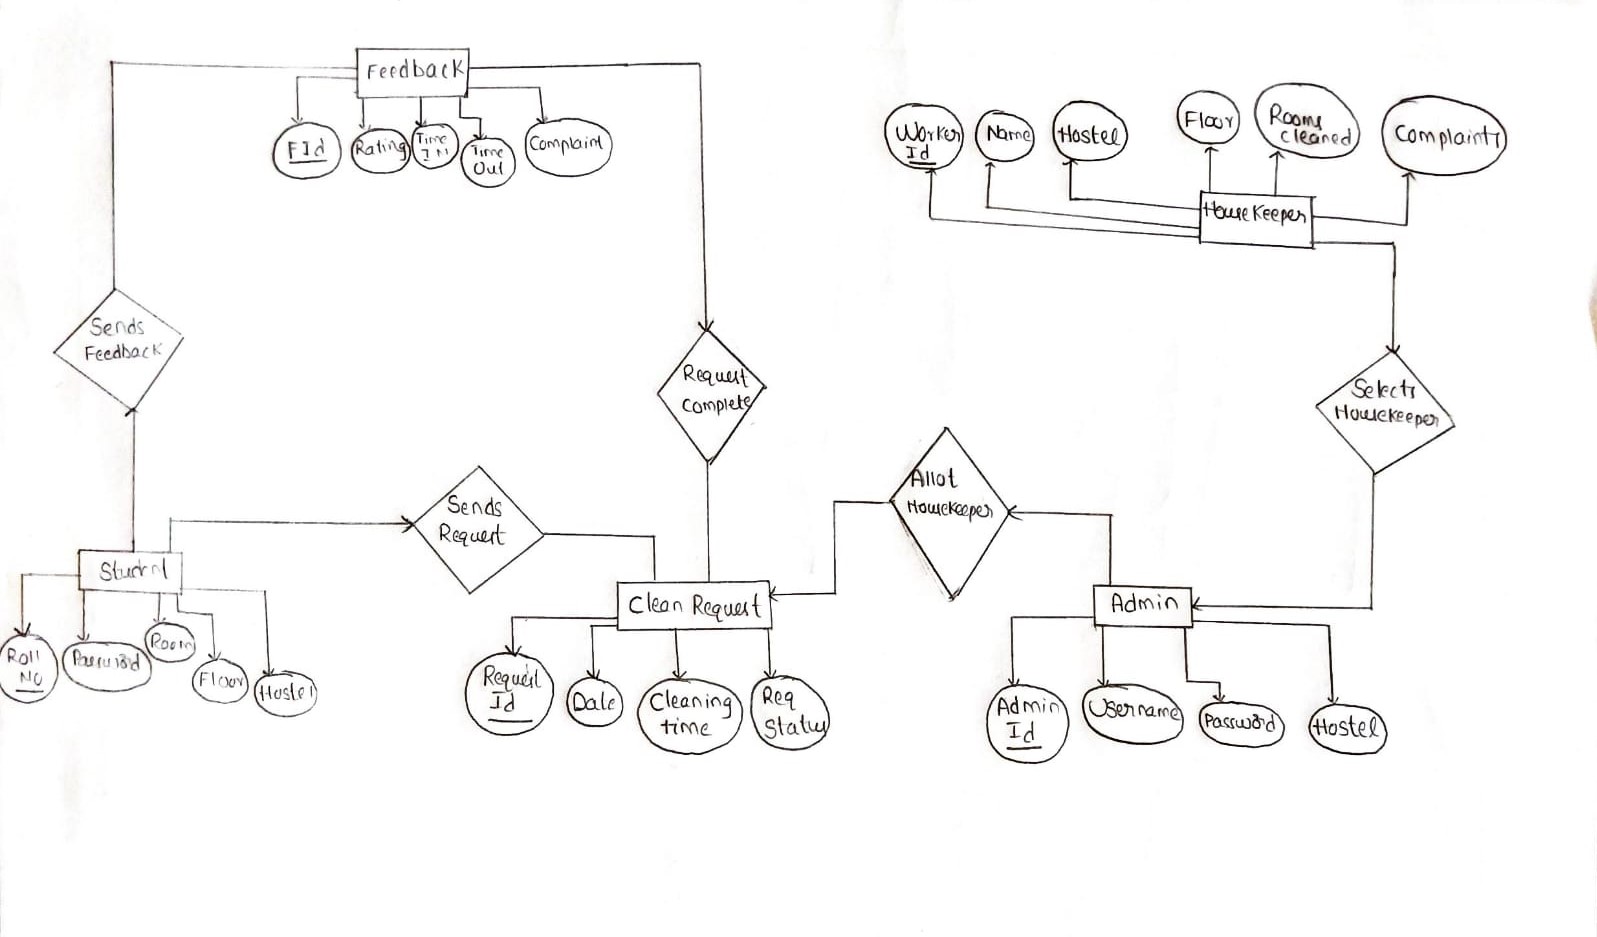 Feedback
FId
Rating
Time
IN
Time
Out
Complaint
Worker
Id
Name
Hostel
Floor
Rooms
Cleaned
Complaints
Housekeeper
Sends
Feedback
Request
Complete
Selects
Housekeeper
Sends
Request
Allot
Housekeeper
Student
Roll
No
Password
Room
Floor
Hostel
Clean Request
Request
Id
Date
Cleaning
time
Req
Status
Admin
Admin
Id
Username
Password
Hostel